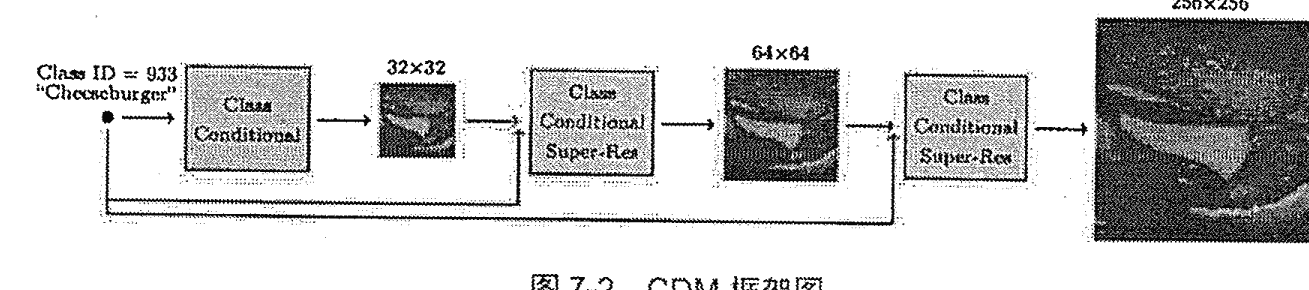 256×256
64×64
32×32
Class ID = 933
"Cheeseburger"
Class
Conditional
Class
Conditional
Super-Res
Class
Conditional
Super-Res
图 7-2 CDM 框架图